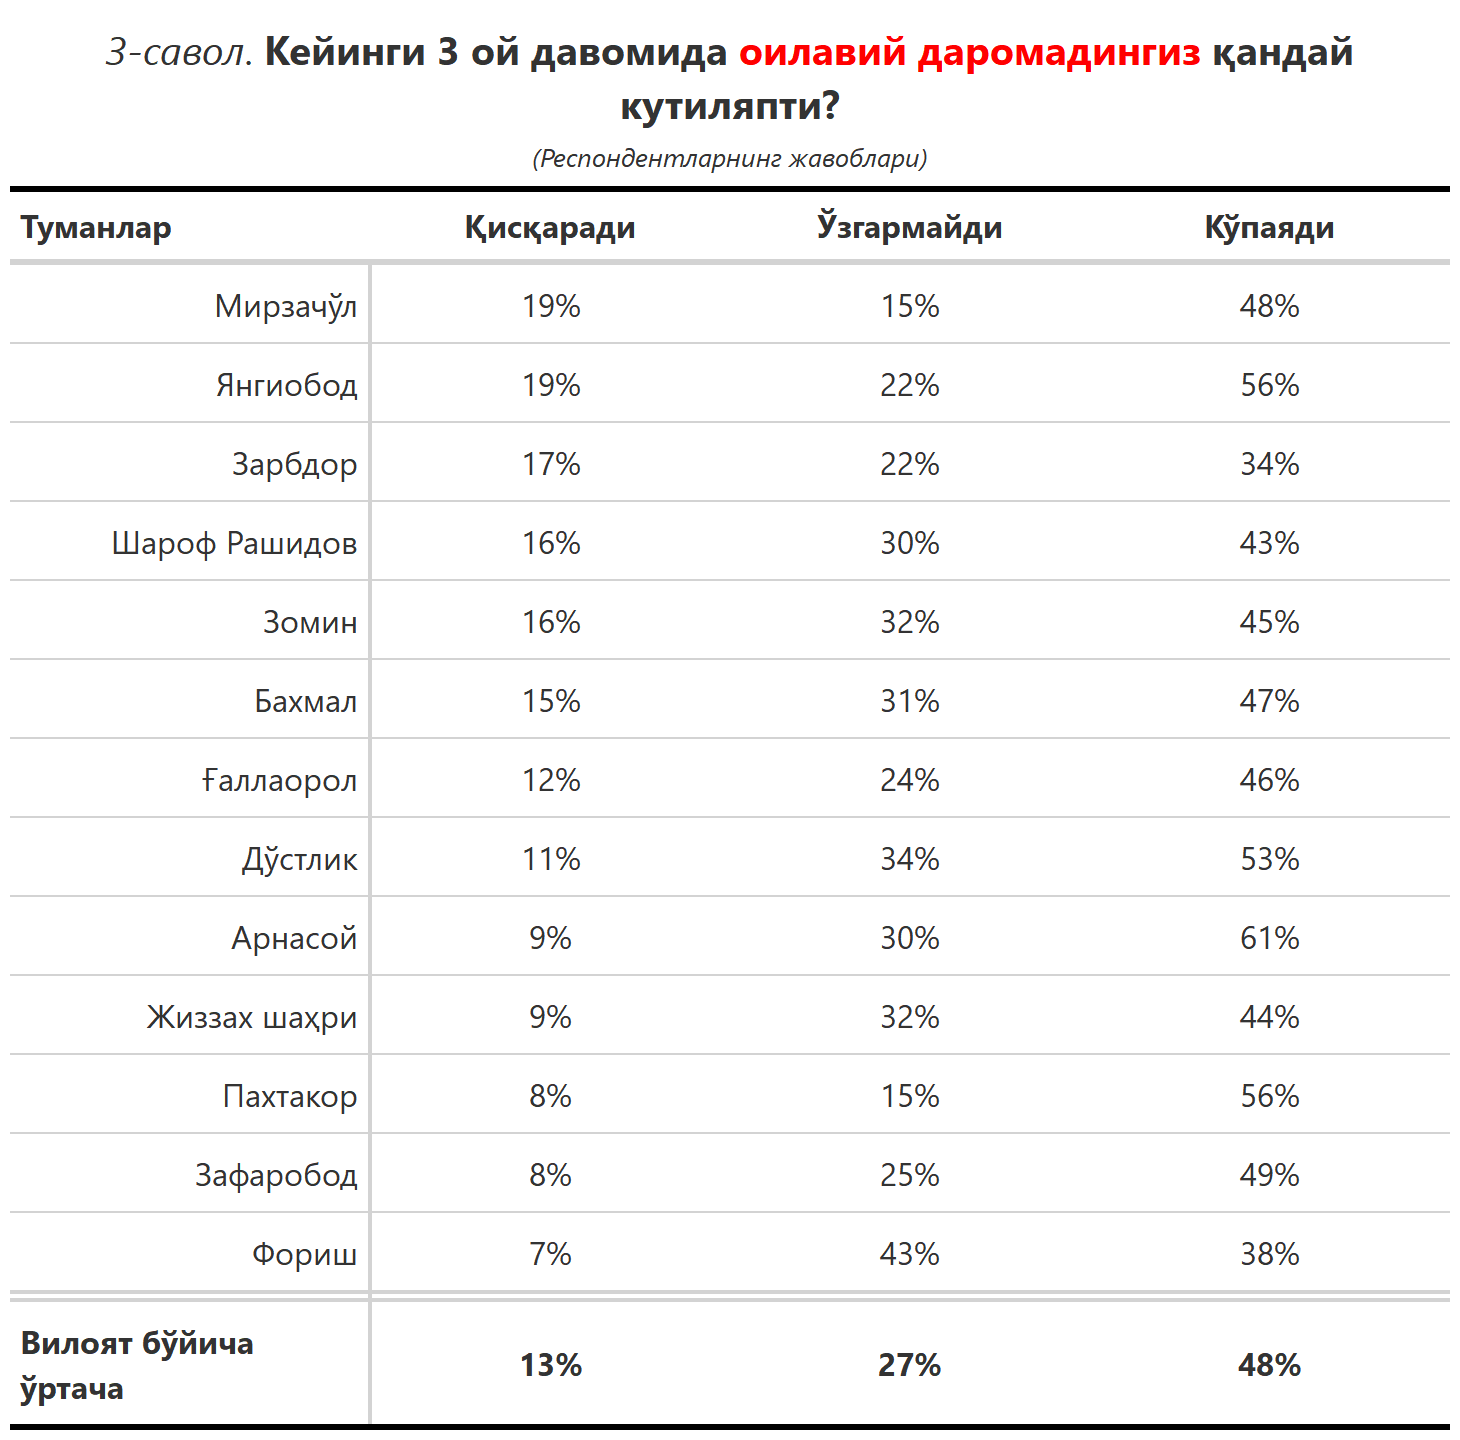 3-савол. Кейинги 3 ой давомида оилавий даромадингиз қандай
кутиляпти?
(Респондентларнинг жавоблари)
Туманлар Қисқаради Ўзгармайди Кўпаяди
Мирзачўл 19% 15% 48%
Янгиобод 19% 22% 56%
Зарбдор 17% 22% 34%
Шароф Рашидов 16% 30% 43%
Зомин 16% 32% 45%
Бахмал 15% 31% 47%
Ғаллаорол 12% 24% 46%
Дўстлик 11% 34% 53%
Арнасой 9% 30% 61%
Жиззах шаҳри 9% 32% 44%
Пахтакор 8% 15% 56%
Зафаробод 8% 25% 49%
Фориш 7% 43% 38%
Вилоят бўйича
ўртача 13% 27% 48%